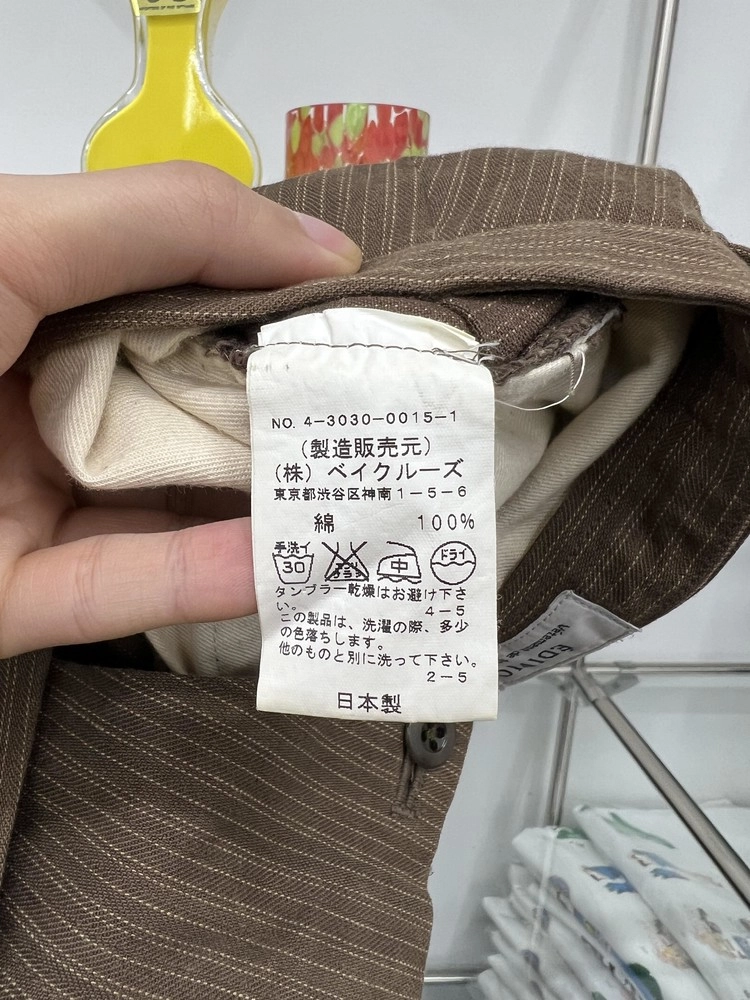 NO. 4-3030-0015-1
(製造販売元)
(株) ベイクルーズ
東京都渋谷区神南1-5-6
綿 100%
手洗イ
30
中
ドライ
タンブラー乾燥はお避け下さ
い。 4-5
この製品は、洗濯の際、多少
の色落ちします。
他のものと別に洗って下さい。
2-5
日本製